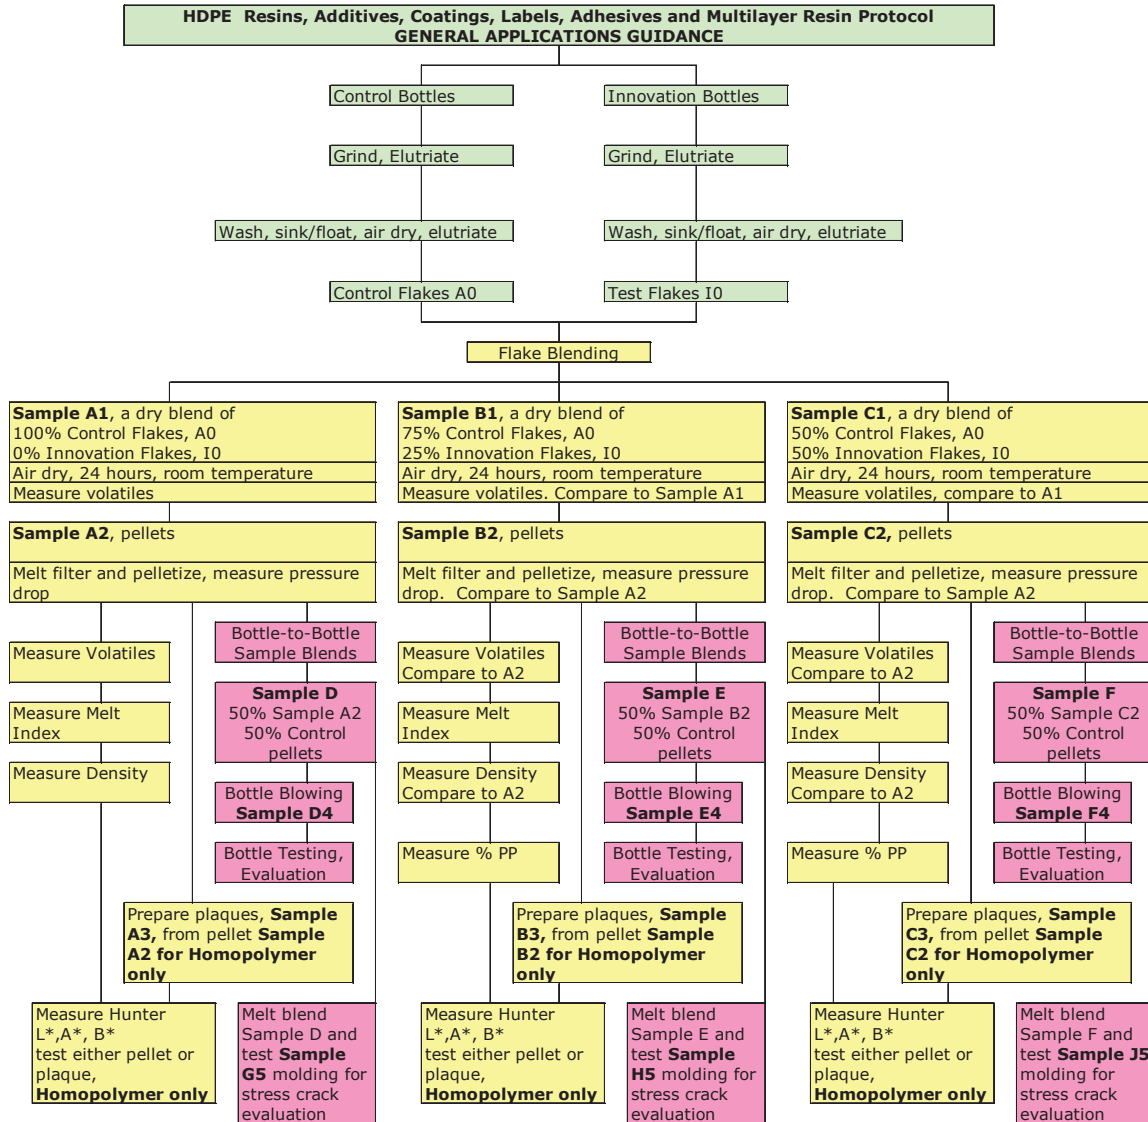 HDPE  Resins, Additives, Coatings, Labels, Adhesives and Multilayer Resin Protocol
GENERAL APPLICATIONS GUIDANCE
Control Bottles
Innovation Bottles
Grind, Elutriate
Grind, Elutriate
Wash, sink/float, air dry, elutriate
Wash, sink/float, air dry, elutriate
Control Flakes A0
Test Flakes I0
Flake Blending
Sample A1, a dry blend of
100% Control Flakes, A0
0% Innovation Flakes, I0
Air dry, 24 hours, room temperature
Measure volatiles
Sample B1, a dry blend of
75% Control Flakes, A0
25% Innovation Flakes, I0
Air dry, 24 hours, room temperature
Measure volatiles. Compare to Sample A1
Sample C1, a dry blend of
50% Control Flakes, A0
50% Innovation Flakes, I0
Air dry, 24 hours, room temperature
Measure volatiles, compare to A1
Sample A2, pellets
Melt filter and pelletize, measure pressure
drop
Sample B2, pellets
Melt filter and pelletize, measure pressure
drop.  Compare to Sample A2
Sample C2, pellets
Melt filter and pelletize, measure pressure
drop.  Compare to Sample A2
Measure Volatiles
Measure Melt
Index
Measure Density
Bottle-to-Bottle
Sample Blends
Sample D
50% Sample A2
50% Control
pellets
Bottle Blowing
Sample D4
Bottle Testing,
Evaluation
Prepare plaques, Sample
A3, from pellet Sample
A2 for Homopolymer
only
Measure Hunter
L*,A*, B*
test either pellet or
plaque,
Homopolymer only
Melt blend
Sample D and
test Sample
G5 molding for
stress crack
evaluation
Measure Volatiles
Compare to A2
Measure Melt
Index
Measure Density
Compare to A2
Measure % PP
Bottle-to-Bottle
Sample Blends
Sample E
50% Sample B2
50% Control
pellets
Bottle Blowing
Sample E4
Bottle Testing,
Evaluation
Prepare plaques, Sample
B3, from pellet Sample
B2 for Homopolymer
only
Measure Hunter
L*,A*, B*
test either pellet or
plaque,
Homopolymer only
Melt blend
Sample E and
test Sample
H5 molding for
stress crack
evaluation
Measure Volatiles
Compare to A2
Measure Melt
Index
Measure Density
Compare to A2
Measure % PP
Bottle-to-Bottle
Sample Blends
Sample F
50% Sample C2
50% Control
pellets
Bottle Blowing
Sample F4
Bottle Testing,
Evaluation
Prepare plaques, Sample
C3, from pellet Sample
C2 for Homopolymer
only
Measure Hunter
L*,A*, B*
test either pellet or
plaque,
Homopolymer only
Melt blend
Sample F and
test Sample J5
molding for
stress crack
evaluation